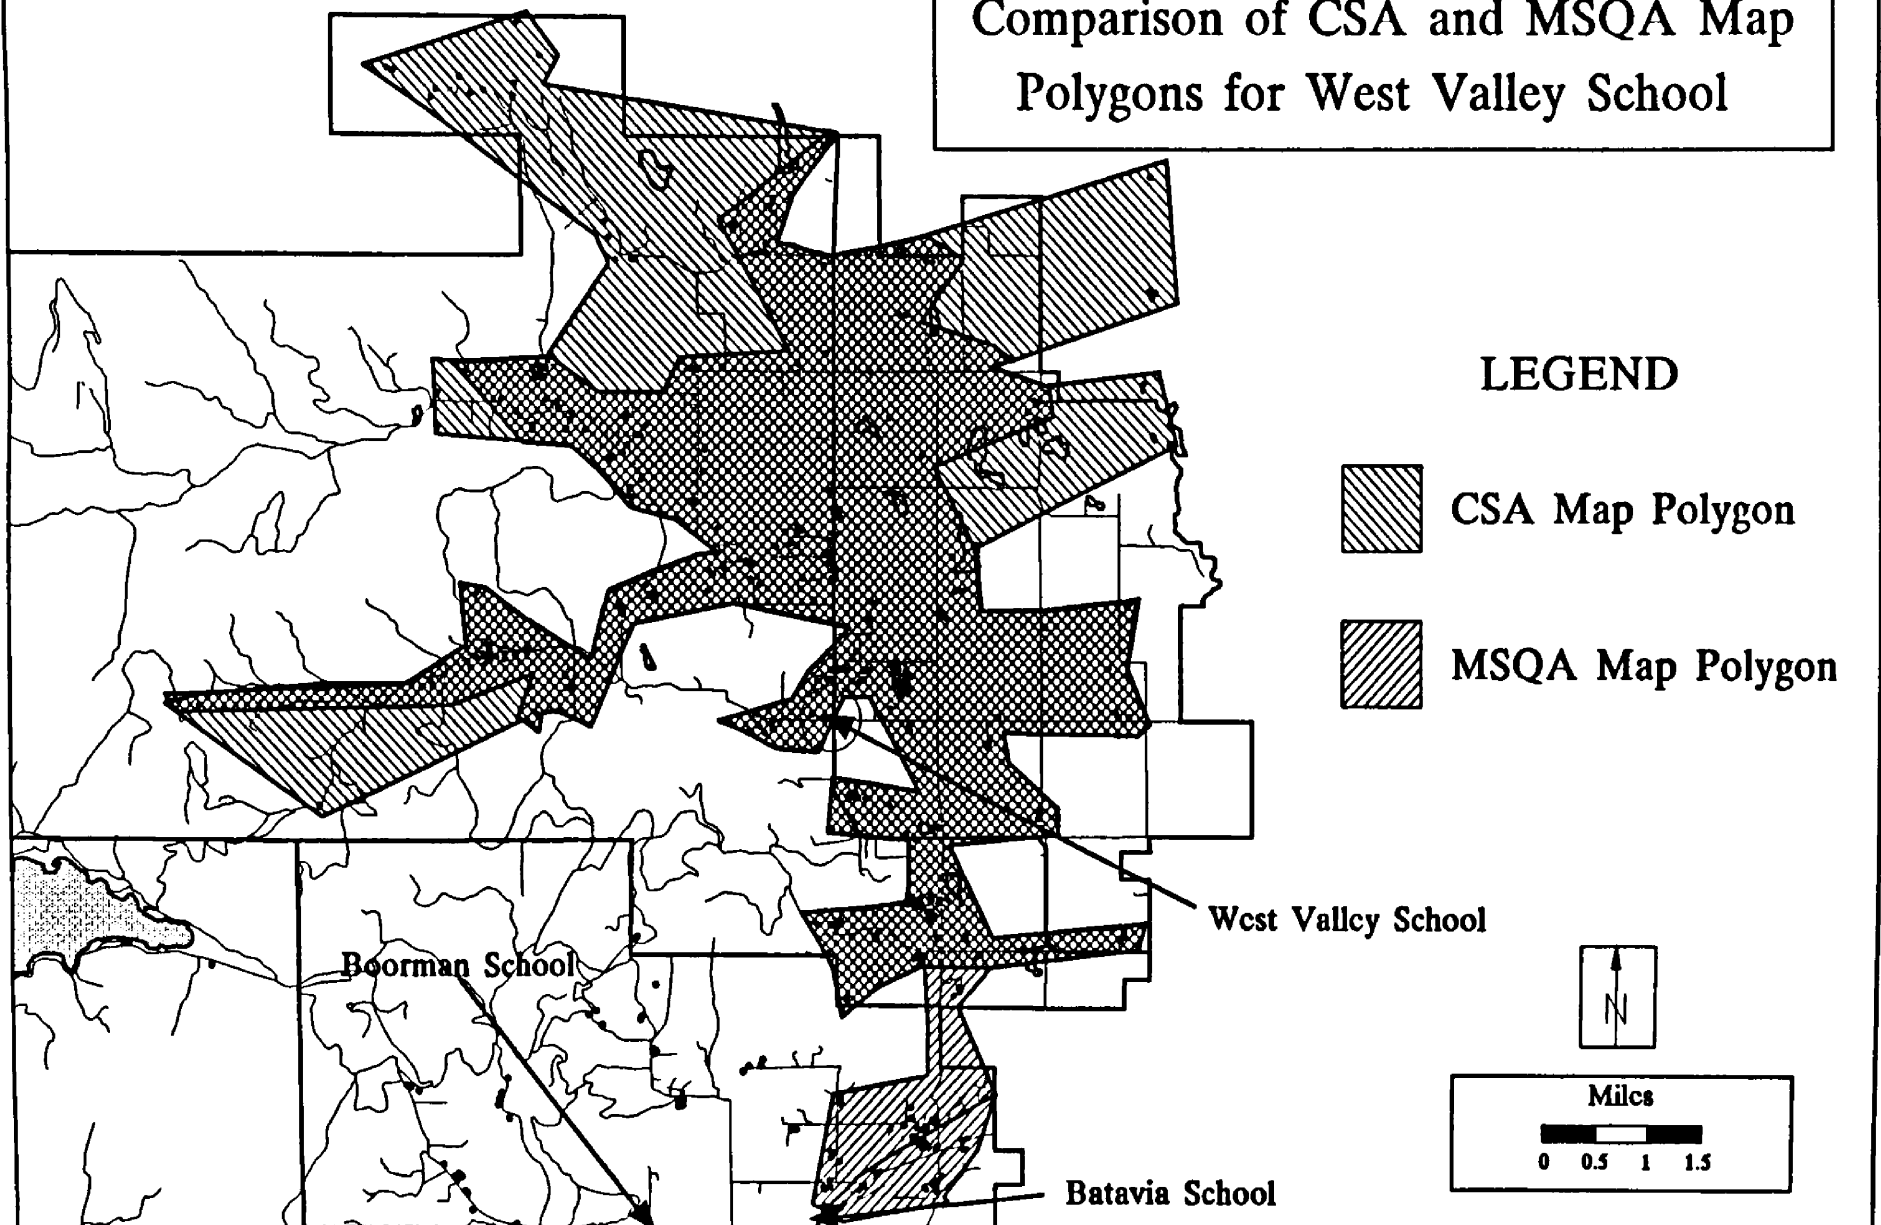 Comparison of CSA and MSQA Map
Polygons for West Valley School
LEGEND
CSA Map Polygon
MSQA Map Polygon
West Valley School
Boorman School
N
Miles
0 0.5 1 1.5
Batavia School